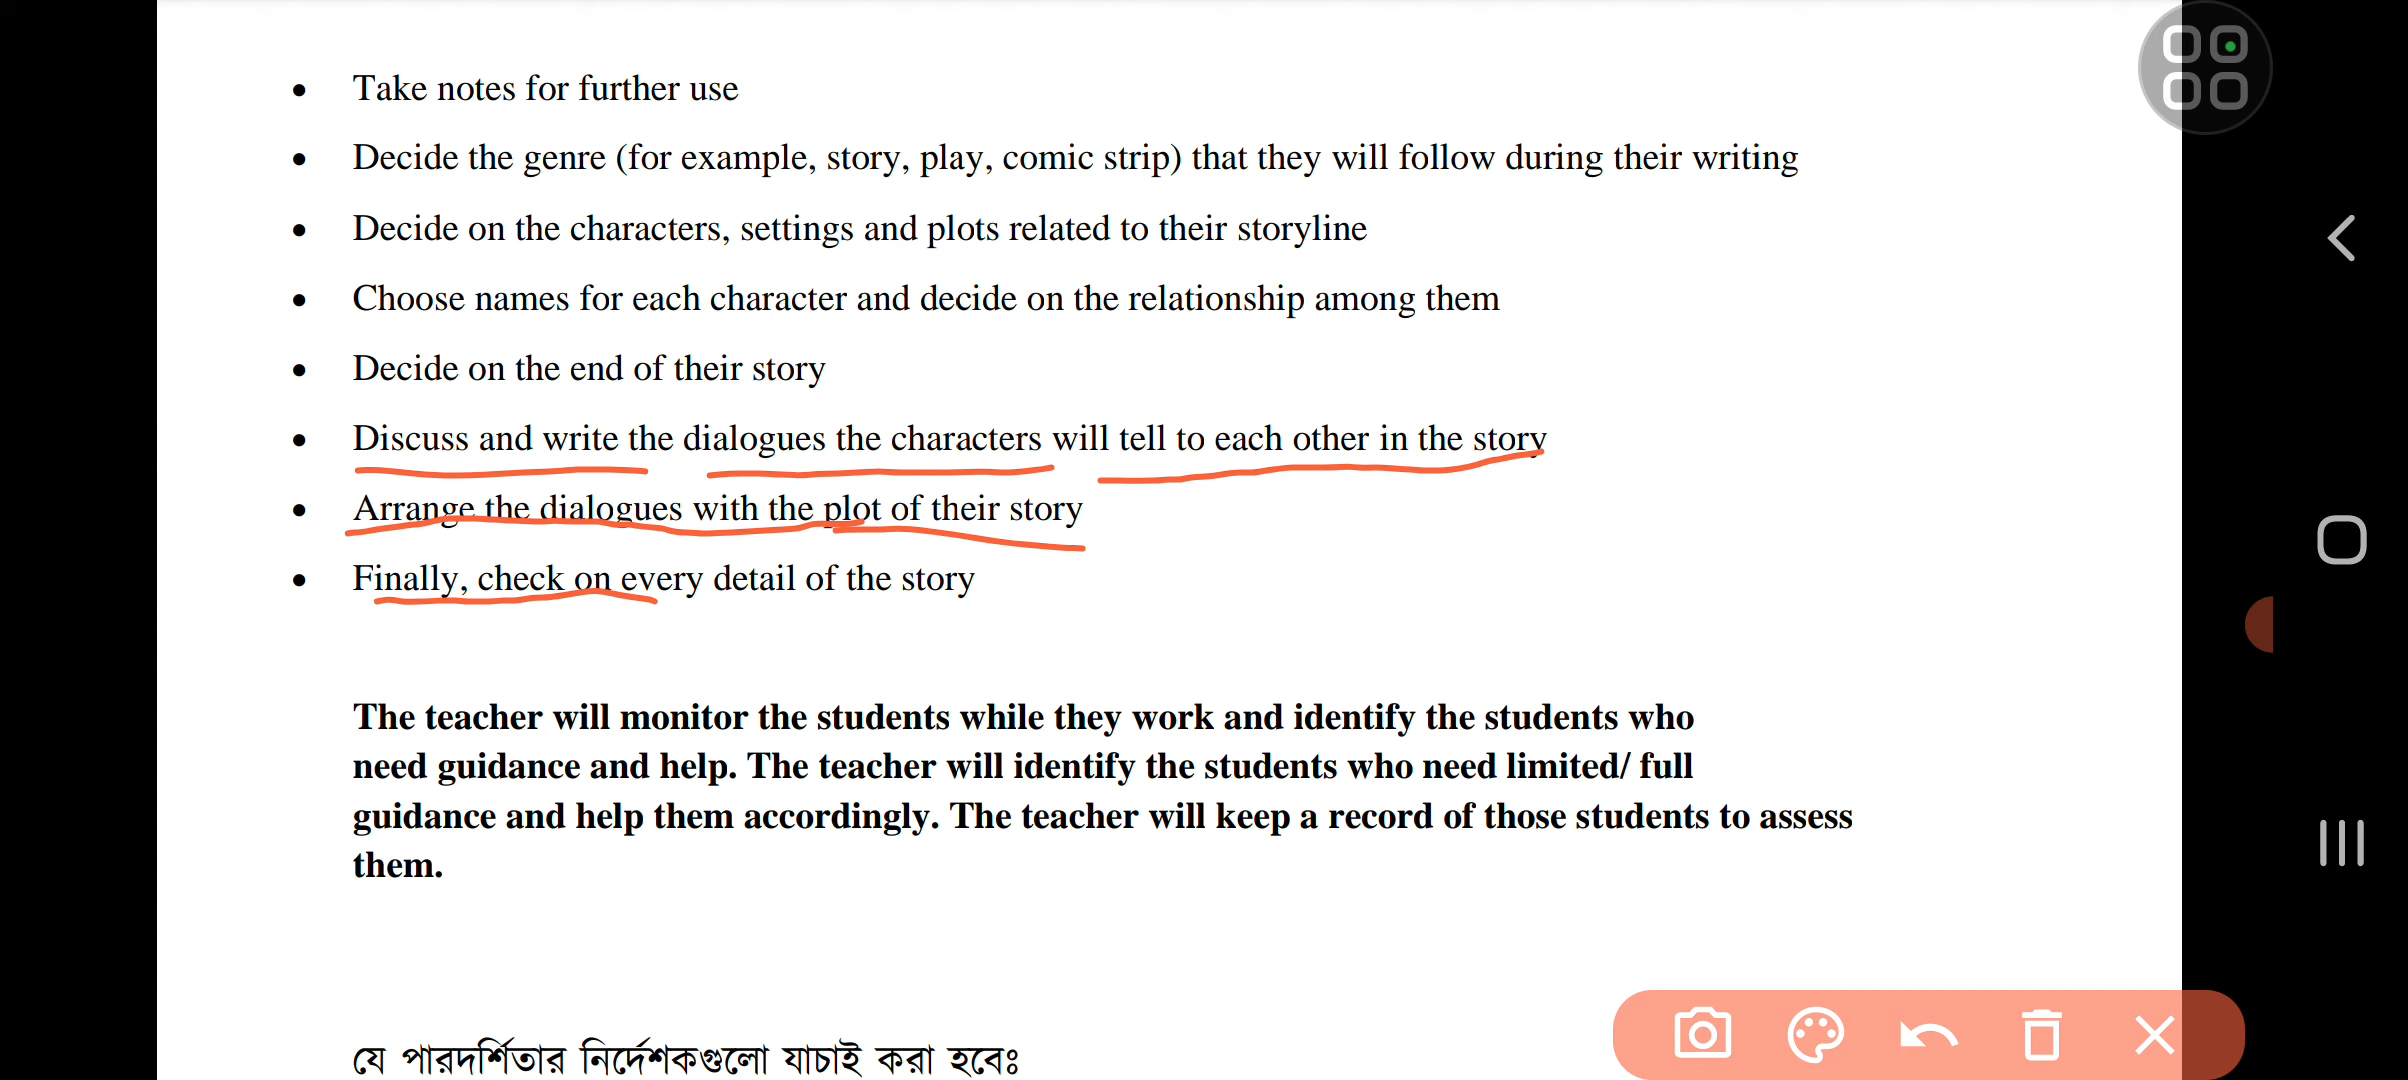 • Take notes for further use
• Decide the genre (for example, story, play, comic strip) that they will follow during their writing
• Decide on the characters, settings and plots related to their storyline
• Choose names for each character and decide on the relationship among them
• Decide on the end of their story
• Discuss and write the dialogues the characters will tell to each other in the story
• Arrange the dialogues with the plot of their story
• Finally, check on every detail of the story
The teacher will monitor the students while they work and identify the students who
need guidance and help. The teacher will identify the students who need limited/ full
guidance and help them accordingly. The teacher will keep a record of those students to assess
them.
যে পারদর্শিতার নির্দেশকগুলো যাচাই করা হবেঃ